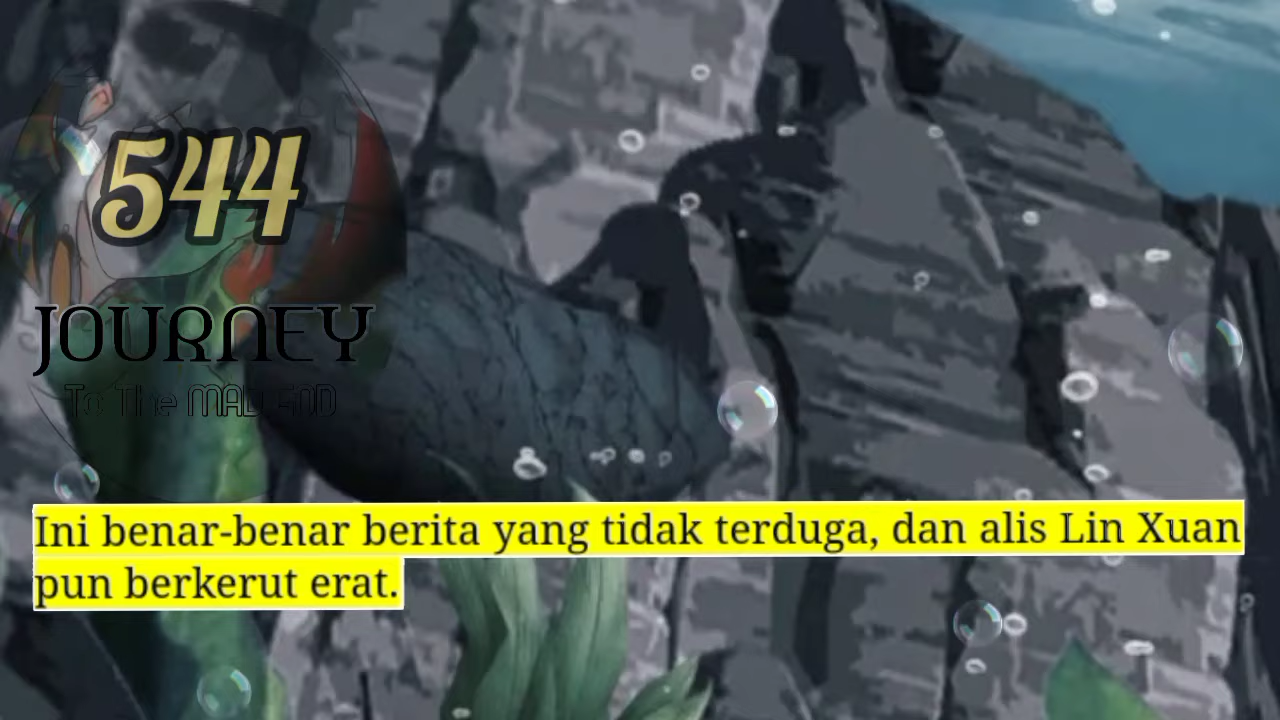 544
JOURNEY
To The MAD GOD
Ini benar-benar berita yang tidak terduga, dan alis Lin Xuan
pun berkerut erat.